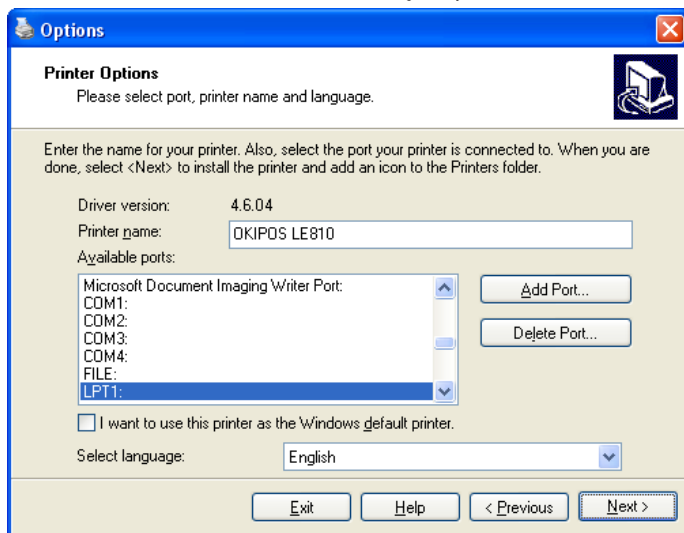 Options
Printer Options
Please select port, printer name and language.
Enter the name for your printer. Also, select the port your printer is connected to. When you are
done, select <Next> to install the printer and add an icon to the Printers folder.
Driver version: 4.6.04
Printer name: OKIPOS LE810
Available ports:
Microsoft Document Imaging Writer Port:
COM1:
COM2:
COM3:
COM4:
FILE:
LPT1:
Add Port...
Delete Port...
I want to use this printer as the Windows default printer.
Select language: English
Exit Help < Previous Next >